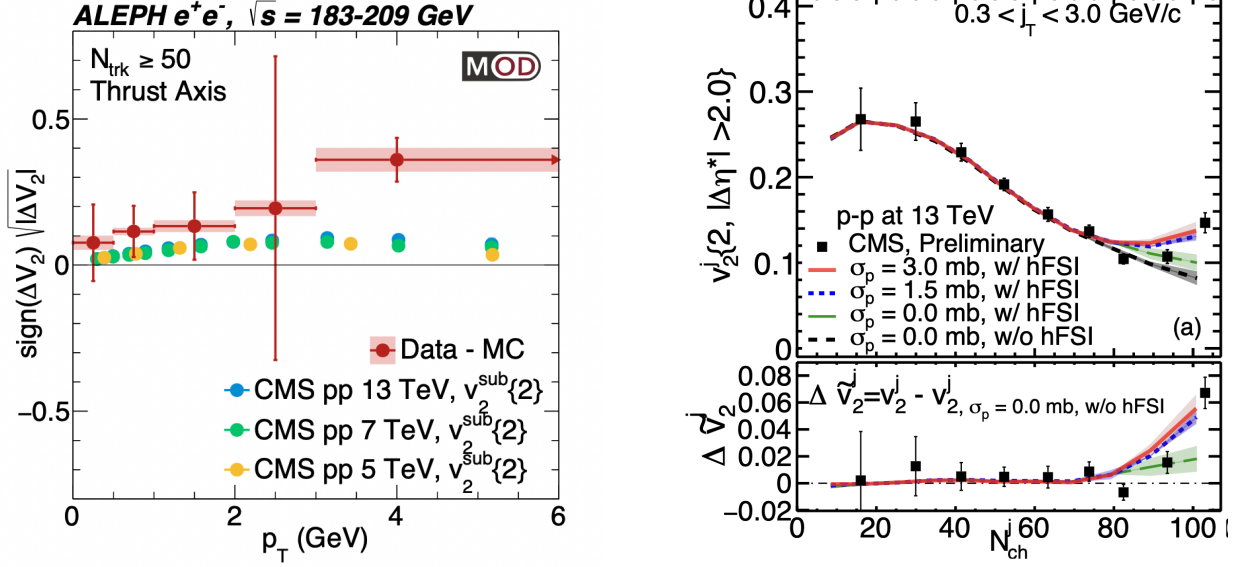 ALEPH e⁺e⁻, √s = 183-209 GeV
N_trk ≥ 50
Thrust Axis
MOD
sign(ΔV₂) √|ΔV₂|
0.5
0
−0.5
Data - MC
CMS pp 13 TeV, v₂^sub{2}
CMS pp 7 TeV, v₂^sub{2}
CMS pp 5 TeV, v₂^sub{2}
0 2 4 6
p_T (GeV)
0.3 < j_T < 3.0 GeV/c
v₂^j{2, |Δη*| >2.0}
0.4
0.3
0.2
0.1
0
p-p at 13 TeV
CMS, Preliminary
σ_p = 3.0 mb, w/ hFSI
σ_p = 1.5 mb, w/ hFSI
σ_p = 0.0 mb, w/ hFSI
σ_p = 0.0 mb, w/o hFSI
(a)
Δ ṽ₂^j
0.08
0.06
0.04
0.02
0
−0.02
Δ ṽ₂^j=v₂^j - v₂^j, σ_p = 0.0 mb, w/o hFSI
0 20 40 60 80 100
N_ch^j